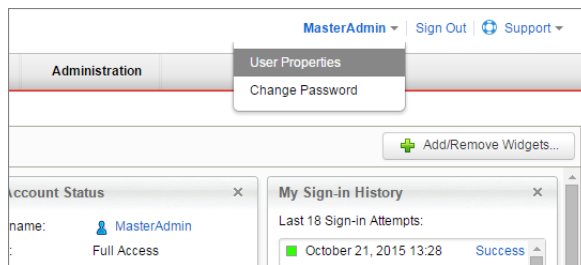 MasterAdmin Sign Out Support
User Properties
Administration
Change Password
Add/Remove Widgets...
Account Status
My Sign-in History
name: MasterAdmin
Last 18 Sign-in Attempts:
: Full Access
October 21, 2015 13:28 Success